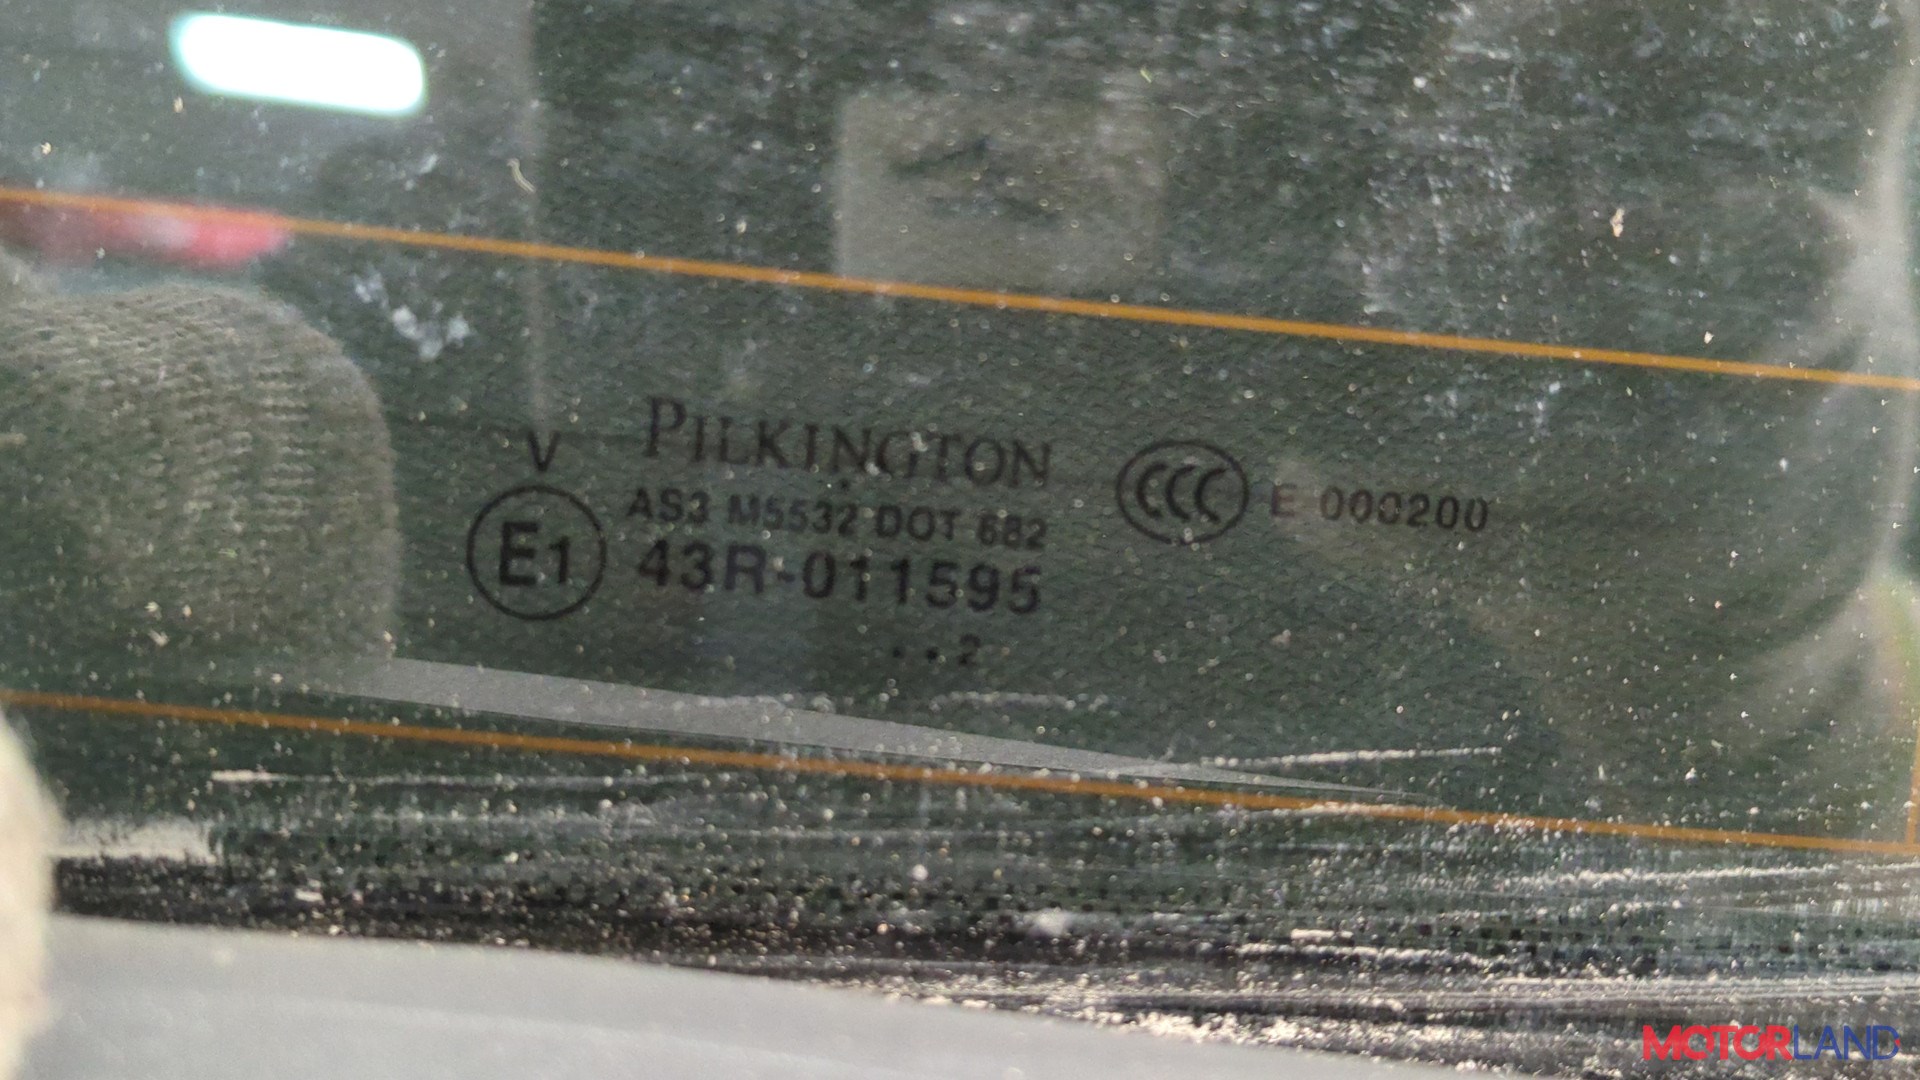 V PILKINGTON
AS3 M5532 DOT 682
E1 43R-011595
CCC E 000200
..2
MOTORLAND